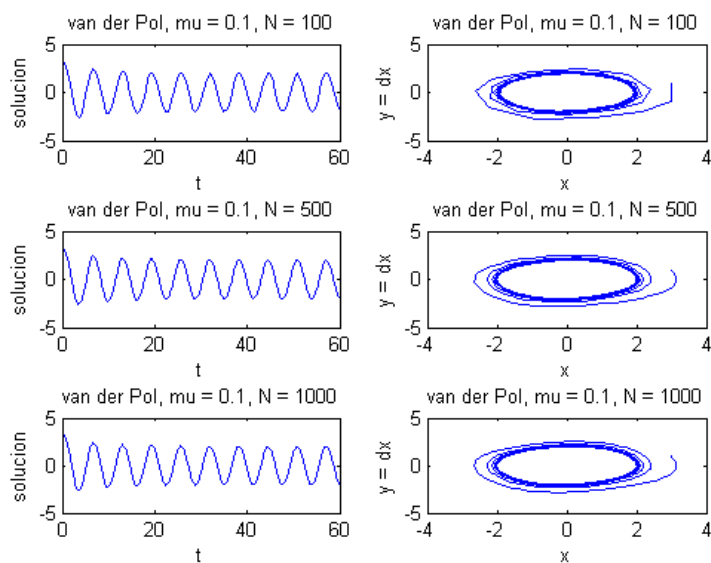 van der Pol, mu = 0.1, N = 100
solucion
5
0
-5
0 20 40 60
t
van der Pol, mu = 0.1, N = 100
y = dx
5
0
-5
-4 -2 0 2 4
x
van der Pol, mu = 0.1, N = 500
solucion
5
0
-5
0 20 40 60
t
van der Pol, mu = 0.1, N = 500
y = dx
5
0
-5
-4 -2 0 2 4
x
van der Pol, mu = 0.1, N = 1000
solucion
5
0
-5
0 20 40 60
t
van der Pol, mu = 0.1, N = 1000
y = dx
5
0
-5
-4 -2 0 2 4
x